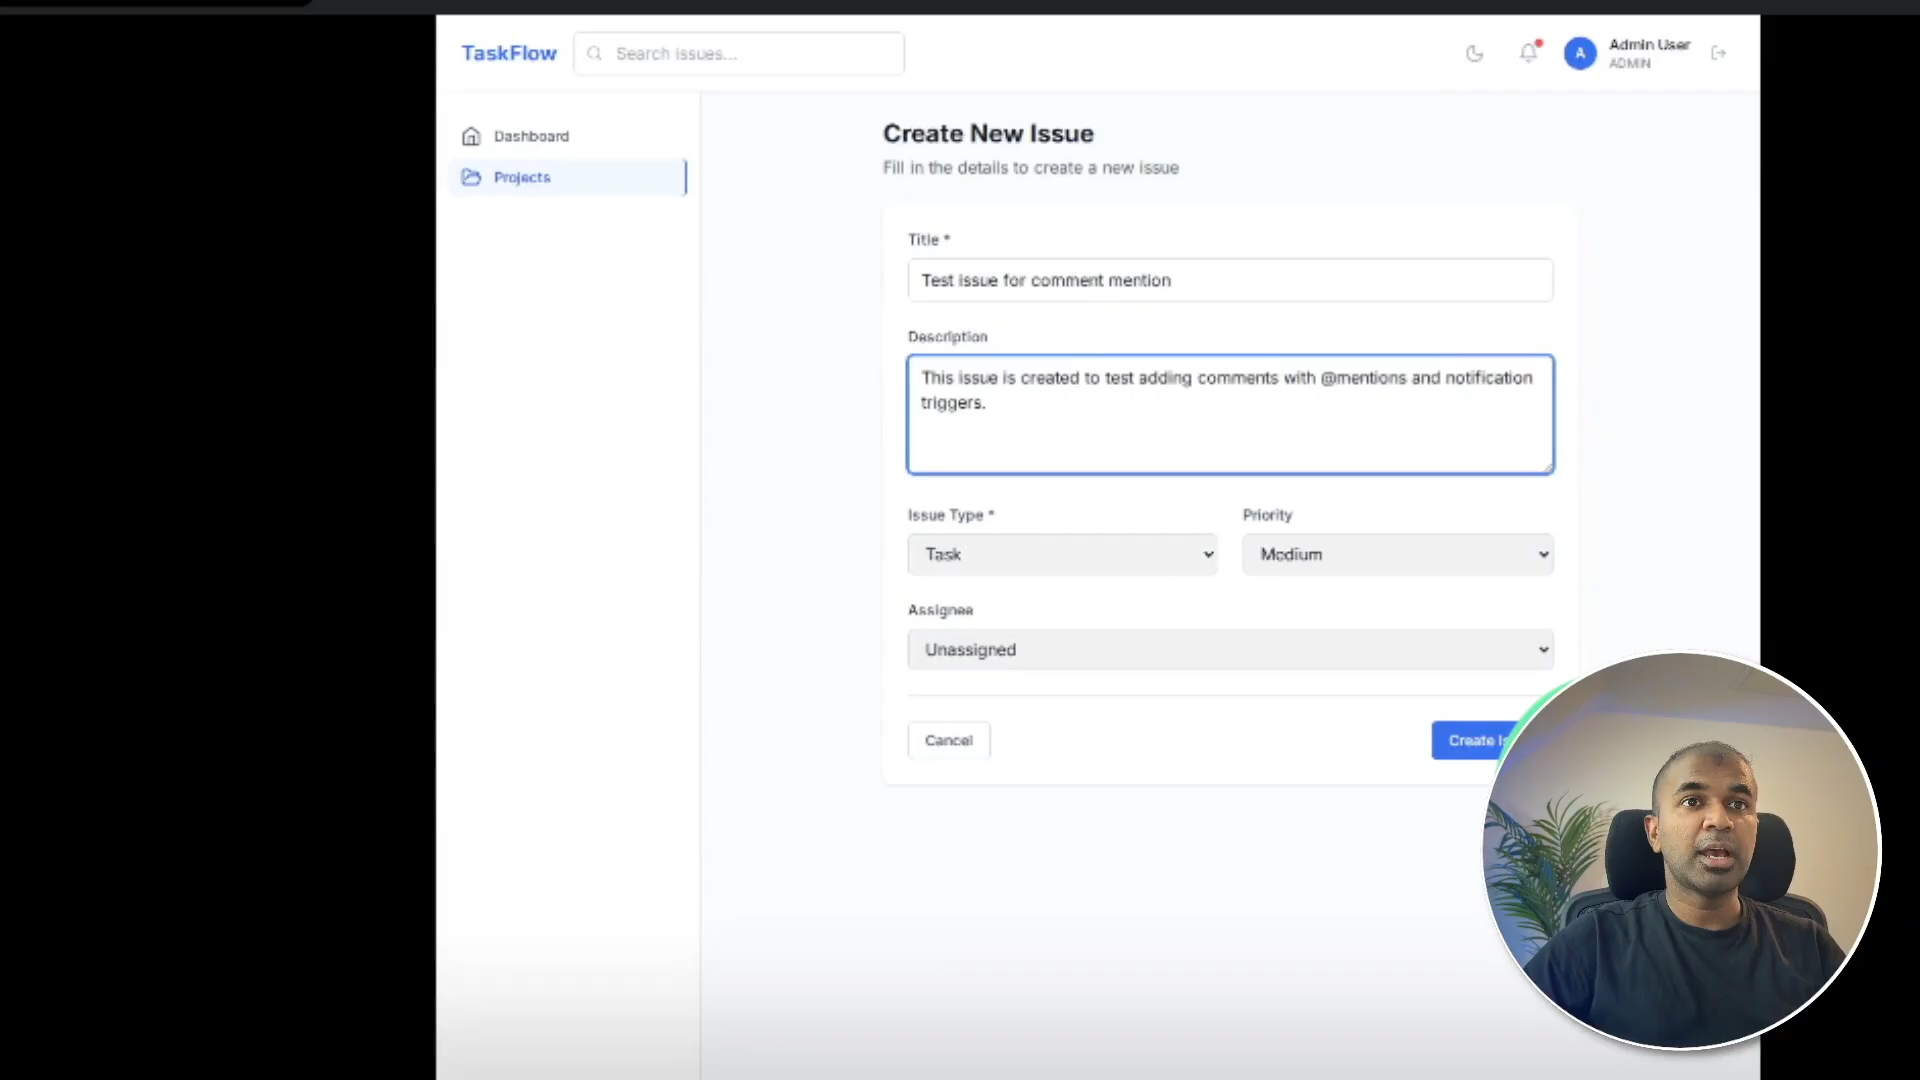 TaskFlow
Search issues...
A
Admin User
ADMIN
Dashboard
Projects
Create New Issue
Fill in the details to create a new issue
Title *
Test issue for comment mention
Description
This issue is created to test adding comments with @mentions and notification
triggers.
Issue Type *
Priority
Task
Medium
Assignee
Unassigned
Cancel
Create